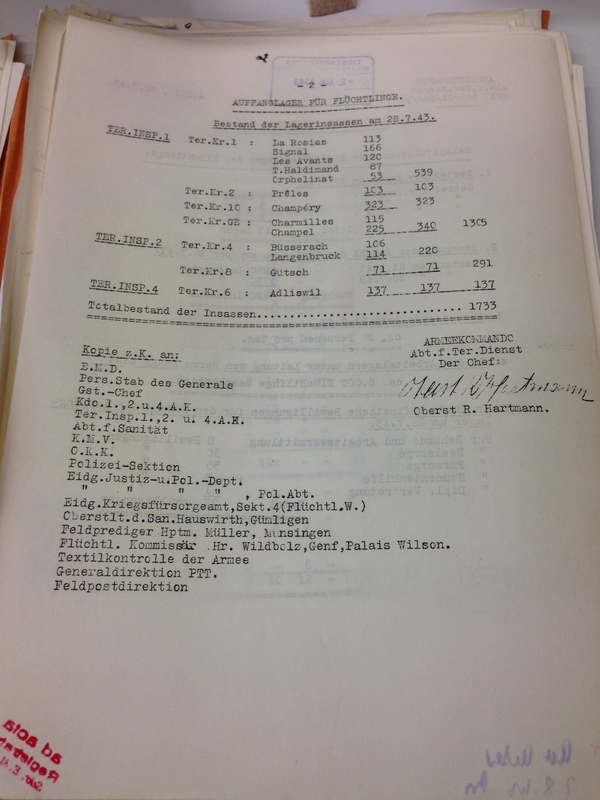 - 2 -
AUFFANGLAGER FÜR FLÜCHTLINGE.
Bestand der Lagerinsassen am 28.7.43.
TER.INSP.1 Ter.Kr.1 : La Rosias 113
Signal 166
Les Avants 120
T.Haldimand 87
Orphelinat 53 539
Ter.Kr.2 : Prêles 103 103
Ter.Kr.10 : Champéry 323 323
Ter.Kr.GE : Charmilles 115
Champel 225 340 1305
TER.INSP.2 Ter.Kr.4 : Büsserach 106
Langenbruck 114 220
Ter.Kr.8 : Gütsch 71 71 291
TER.INSP.4 Ter.Kr.6 : Adliswil 137 137 137
Totalbestand der Insassen................................ 1733
Kopie z.K. an:
ARMEEKOMMANDO
Abt.f.Ter.Dienst
Der Chef:
Oberst R. Hartmann.
E.M.D.
Pers.Stab des Generals
Gst.-Chef
Kdo.1.,2.u.4.A.K.
Ter.Insp.1.,2. u. 4.A.K.
Abt.f.Sanität
K.M.V.
O.K.K.
Polizei-Sektion
Eidg.Justiz-u.Pol.-Dept.
" " " " , Pol.Abt.
Eidg.Kriegsfürsorgeamt,Sekt.4(Flüchtl.W.)
Oberstlt.d.San.Hauswirth,Gümligen
Feldprediger Hptm. Müller, Münsingen
Flüchtl. Kommissär .Hr. Wildbolz,Genf,Palais Wilson.
Textilkontrolle der Armee
Generaldirektion PTT.
Feldpostdirektion
ad acta